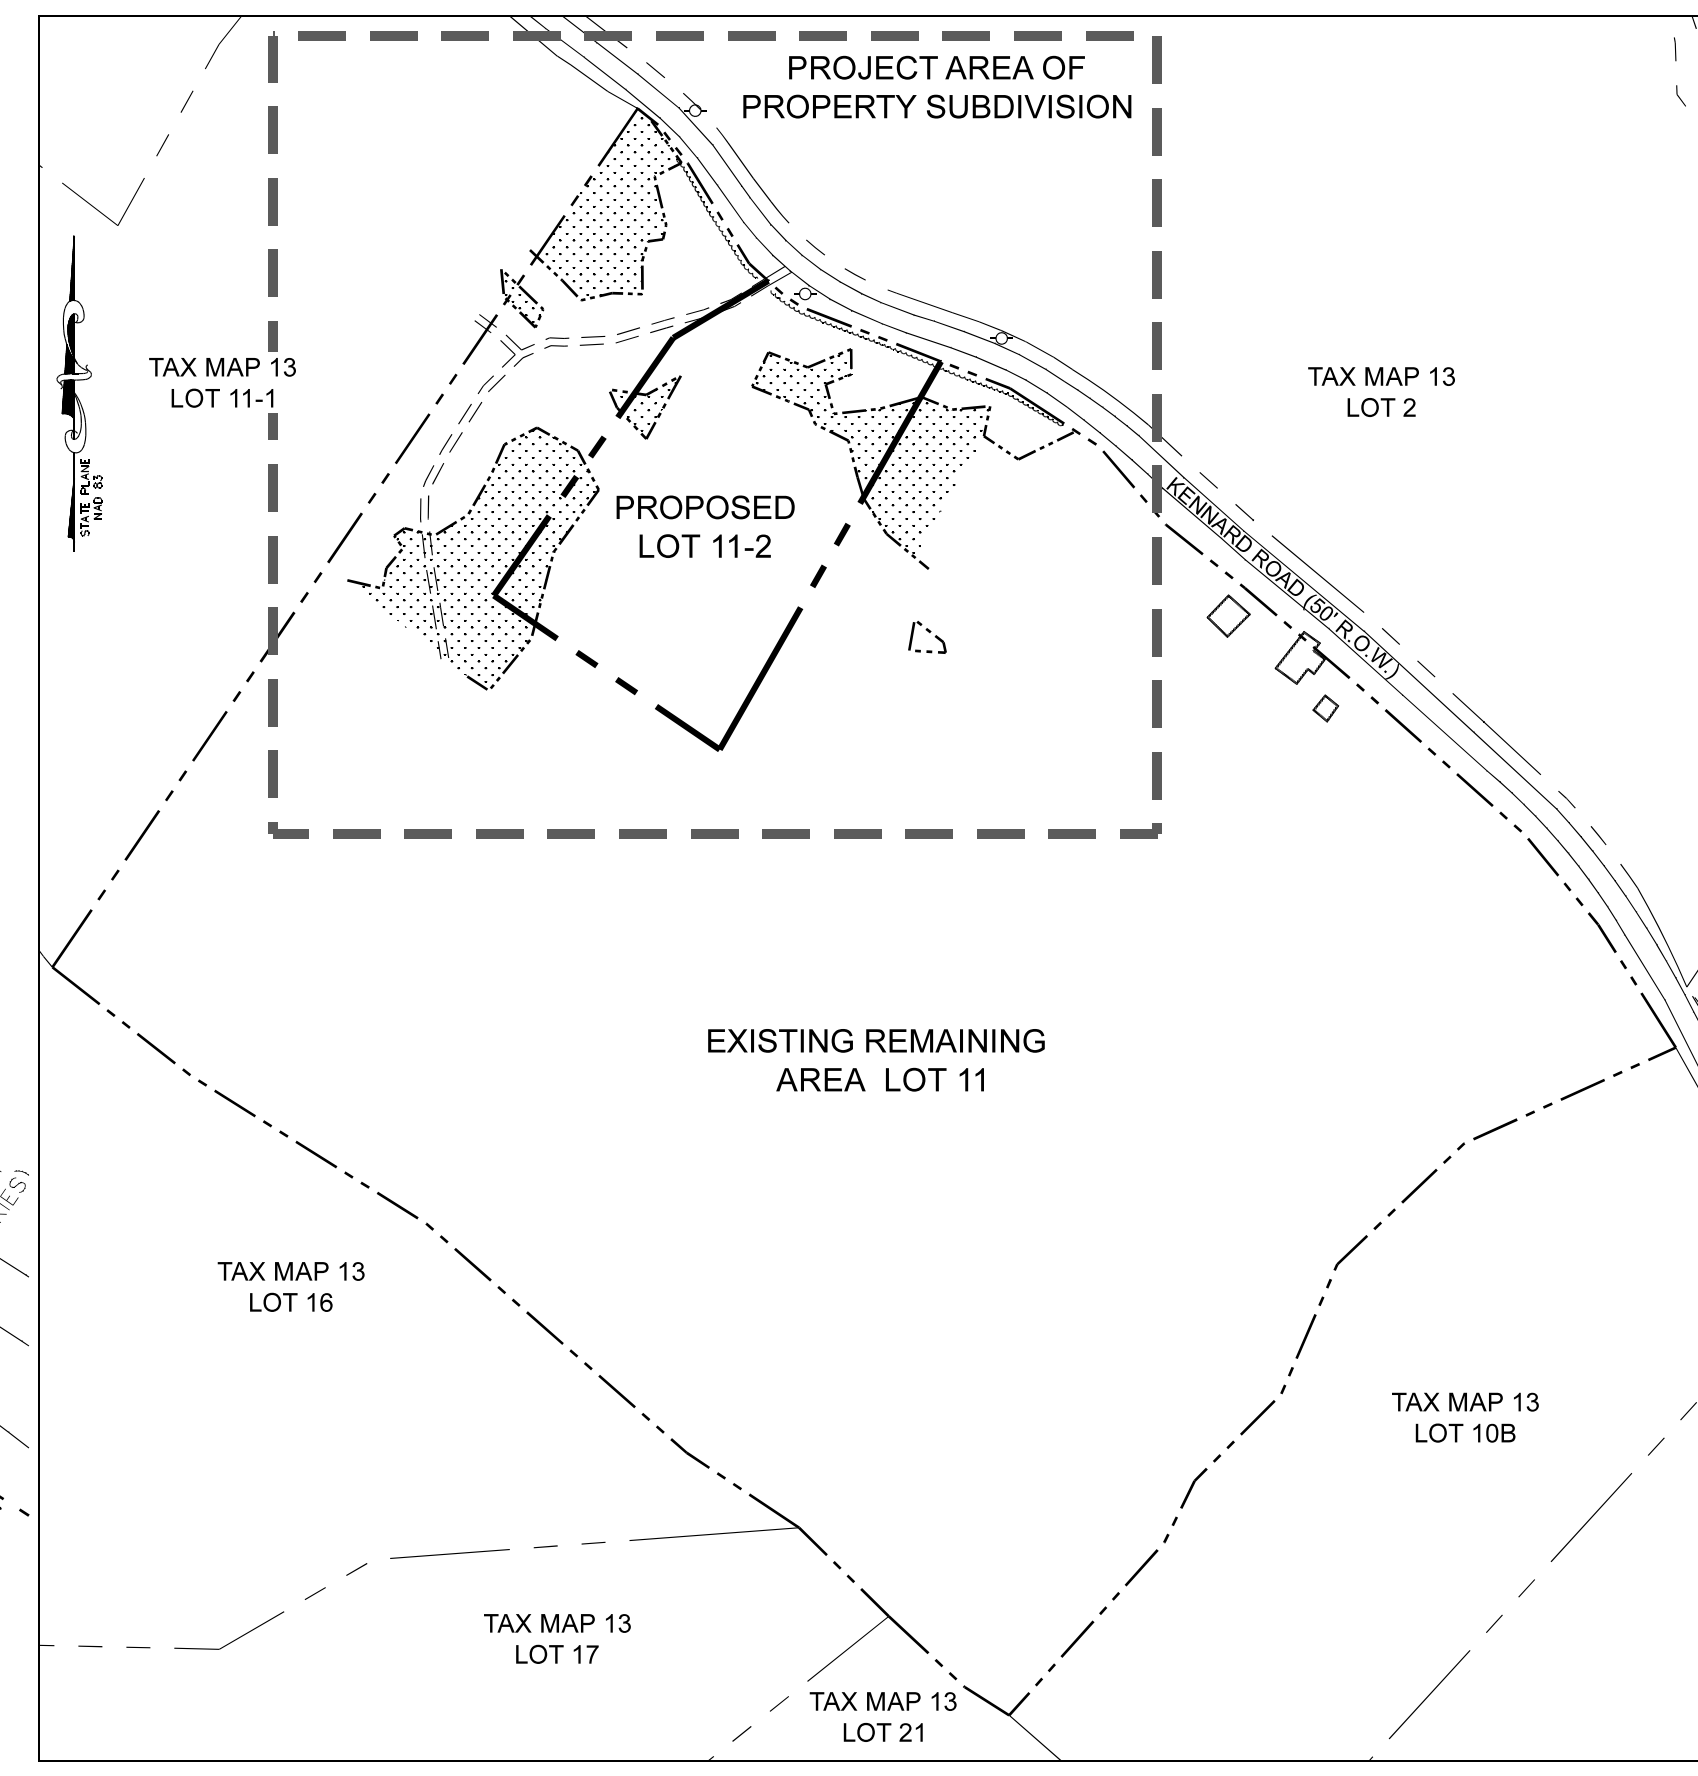 PROJECT AREA OF
PROPERTY SUBDIVISION
TAX MAP 13
LOT 11-1
TAX MAP 13
LOT 2
STATE PLANE
NAD 83
PROPOSED
LOT 11-2
KENNARD ROAD (50' R.O.W.)
EXISTING REMAINING
AREA LOT 11
TAX MAP 13
LOT 16
TAX MAP 13
LOT 10B
TAX MAP 13
LOT 17
TAX MAP 13
LOT 21